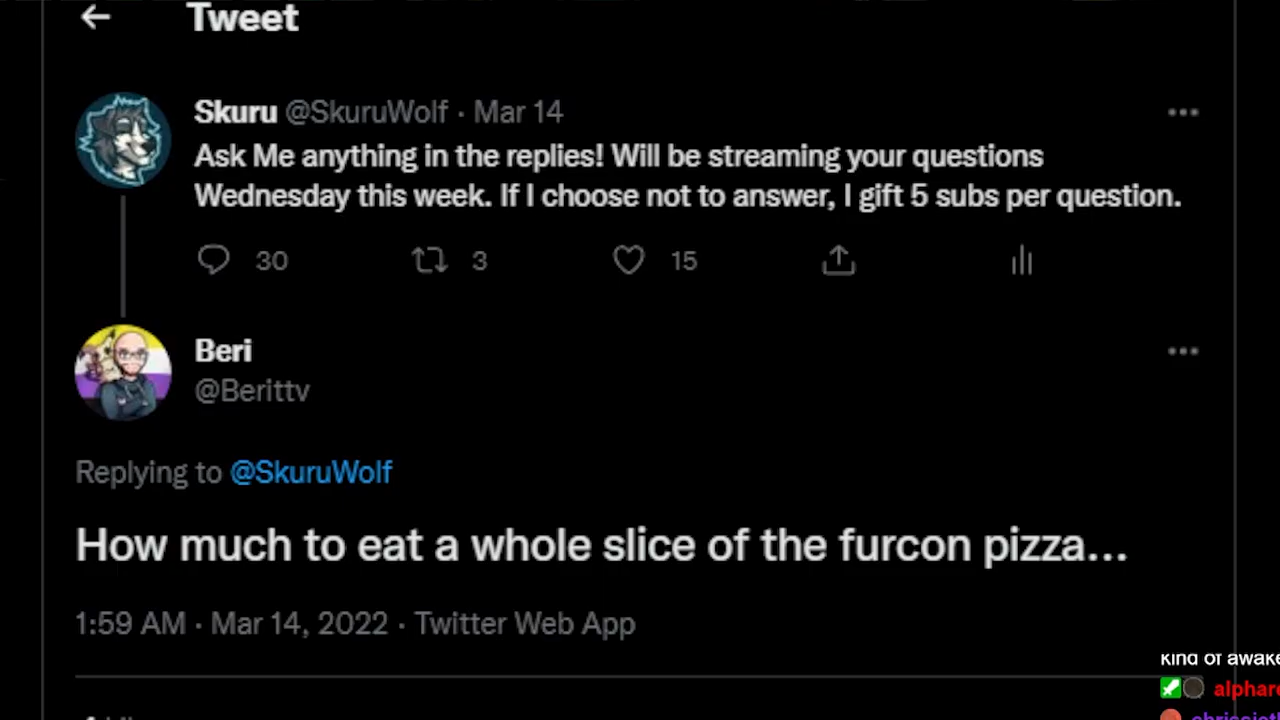 Tweet
Skuru @SkuruWolf · Mar 14
Ask Me anything in the replies! Will be streaming your questions
Wednesday this week. If I choose not to answer, I gift 5 subs per question.
30 3 15
Beri
@Berittv
Replying to @SkuruWolf
How much to eat a whole slice of the furcon pizza...
1:59 AM · Mar 14, 2022 · Twitter Web App
kind of awake